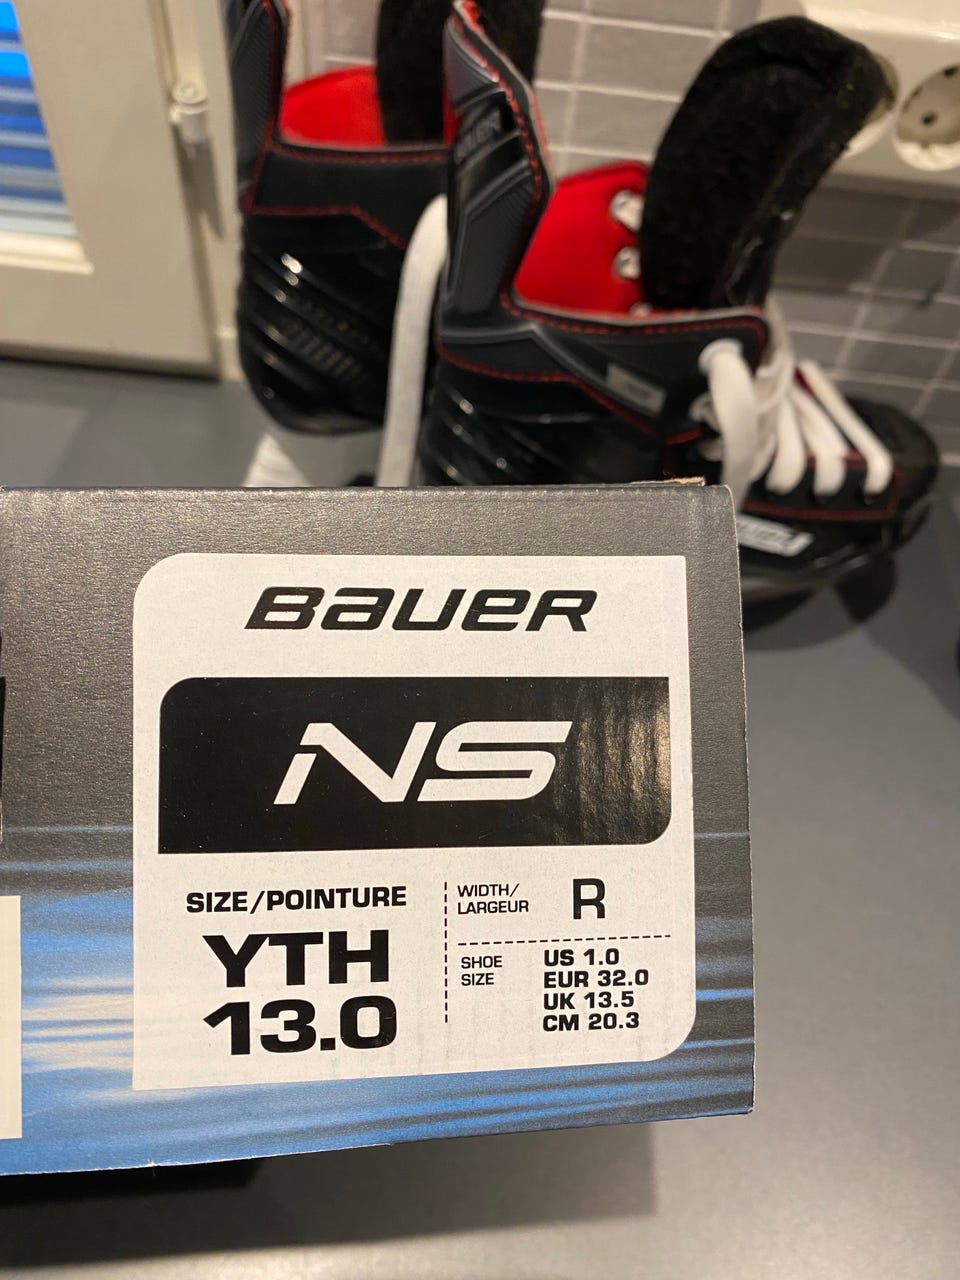 BAUER
BAUER
NS
SIZE/POINTURE
YTH
13.0
WIDTH/
LARGEUR
R
SHOE
SIZE
US 1.0
EUR 32.0
UK 13.5
CM 20.3